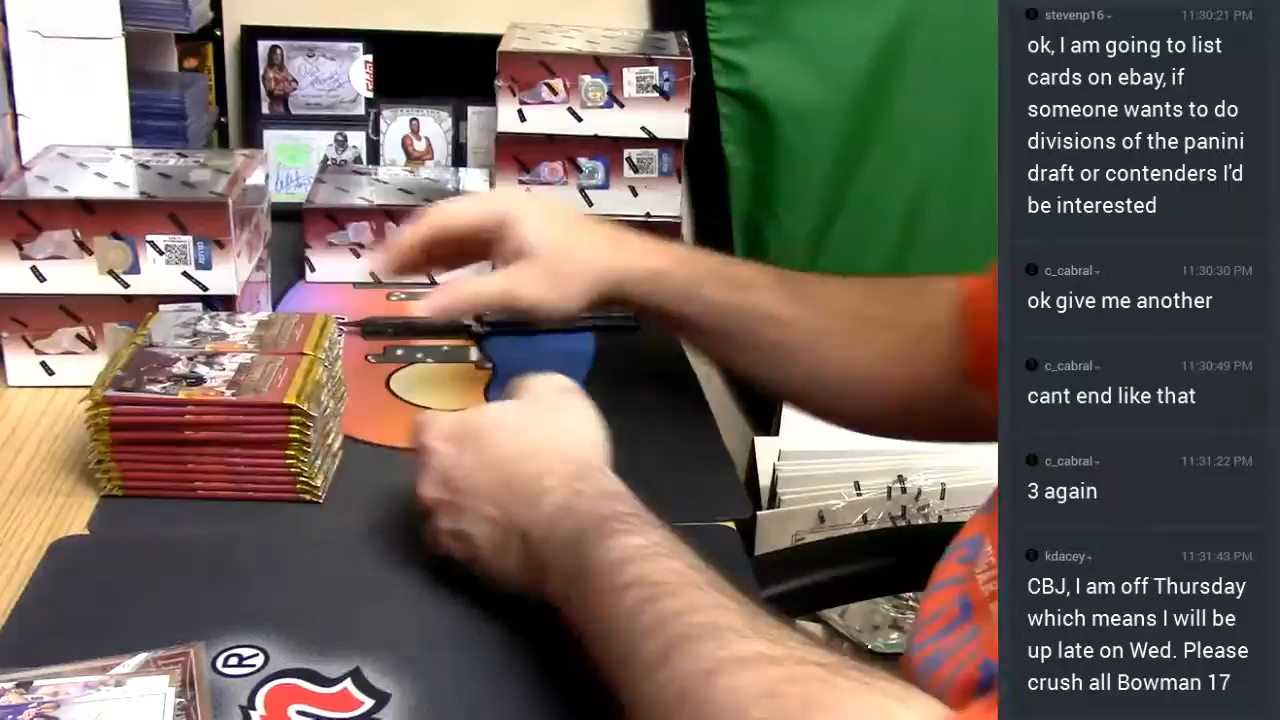 stevenp16 11:30:21 PM
ok, I am going to list
cards on ebay, if
someone wants to do
divisions of the panini
draft or contenders I'd
be interested
c_cabral 11:30:30 PM
ok give me another
c_cabral 11:30:49 PM
cant end like that
c_cabral 11:31:22 PM
3 again
kdacey 11:31:43 PM
CBJ, I am off Thursday
which means I will be
up late on Wed. Please
crush all Bowman 17
®